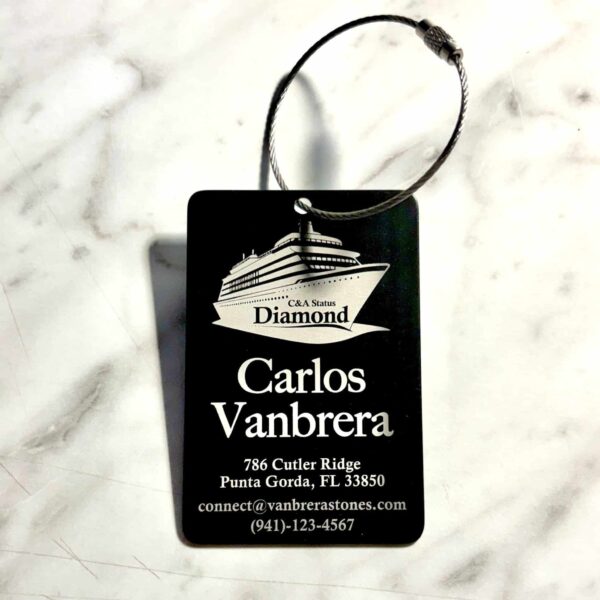 C&A Status
Diamond
Carlos
Vanbrera
786 Cutler Ridge
Punta Gorda, FL 33850
connect@vanbrerastones.com
(941)-123-4567